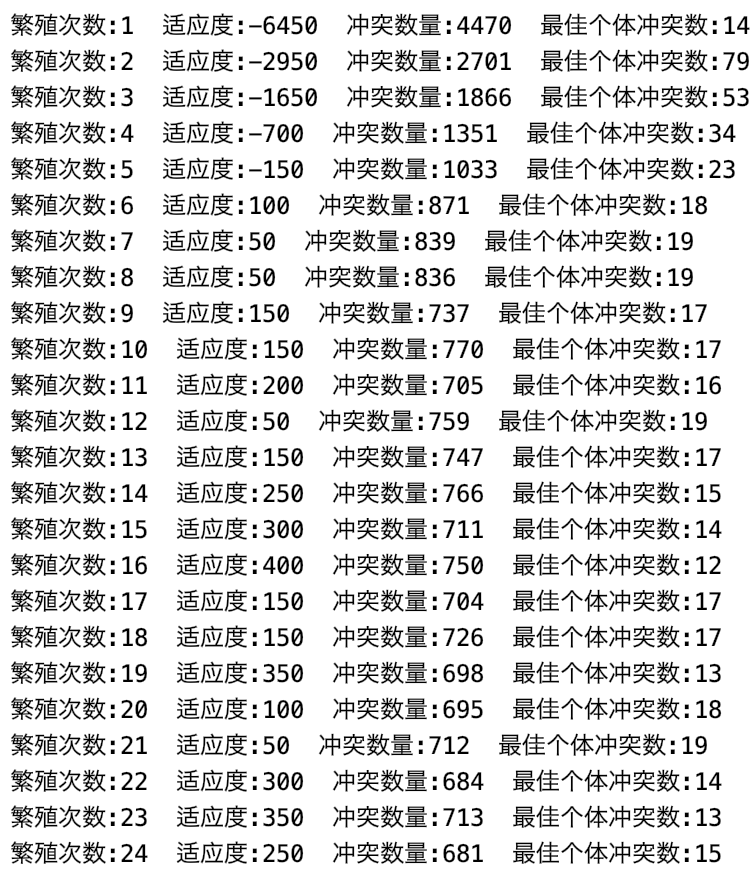 繁殖次数:1 适应度:-6450 冲突数量:4470 最佳个体冲突数:14
繁殖次数:2 适应度:-2950 冲突数量:2701 最佳个体冲突数:79
繁殖次数:3 适应度:-1650 冲突数量:1866 最佳个体冲突数:53
繁殖次数:4 适应度:-700 冲突数量:1351 最佳个体冲突数:34
繁殖次数:5 适应度:-150 冲突数量:1033 最佳个体冲突数:23
繁殖次数:6 适应度:100 冲突数量:871 最佳个体冲突数:18
繁殖次数:7 适应度:50 冲突数量:839 最佳个体冲突数:19
繁殖次数:8 适应度:50 冲突数量:836 最佳个体冲突数:19
繁殖次数:9 适应度:150 冲突数量:737 最佳个体冲突数:17
繁殖次数:10 适应度:150 冲突数量:770 最佳个体冲突数:17
繁殖次数:11 适应度:200 冲突数量:705 最佳个体冲突数:16
繁殖次数:12 适应度:50 冲突数量:759 最佳个体冲突数:19
繁殖次数:13 适应度:150 冲突数量:747 最佳个体冲突数:17
繁殖次数:14 适应度:250 冲突数量:766 最佳个体冲突数:15
繁殖次数:15 适应度:300 冲突数量:711 最佳个体冲突数:14
繁殖次数:16 适应度:400 冲突数量:750 最佳个体冲突数:12
繁殖次数:17 适应度:150 冲突数量:704 最佳个体冲突数:17
繁殖次数:18 适应度:150 冲突数量:726 最佳个体冲突数:17
繁殖次数:19 适应度:350 冲突数量:698 最佳个体冲突数:13
繁殖次数:20 适应度:100 冲突数量:695 最佳个体冲突数:18
繁殖次数:21 适应度:50 冲突数量:712 最佳个体冲突数:19
繁殖次数:22 适应度:300 冲突数量:684 最佳个体冲突数:14
繁殖次数:23 适应度:350 冲突数量:713 最佳个体冲突数:13
繁殖次数:24 适应度:250 冲突数量:681 最佳个体冲突数:15